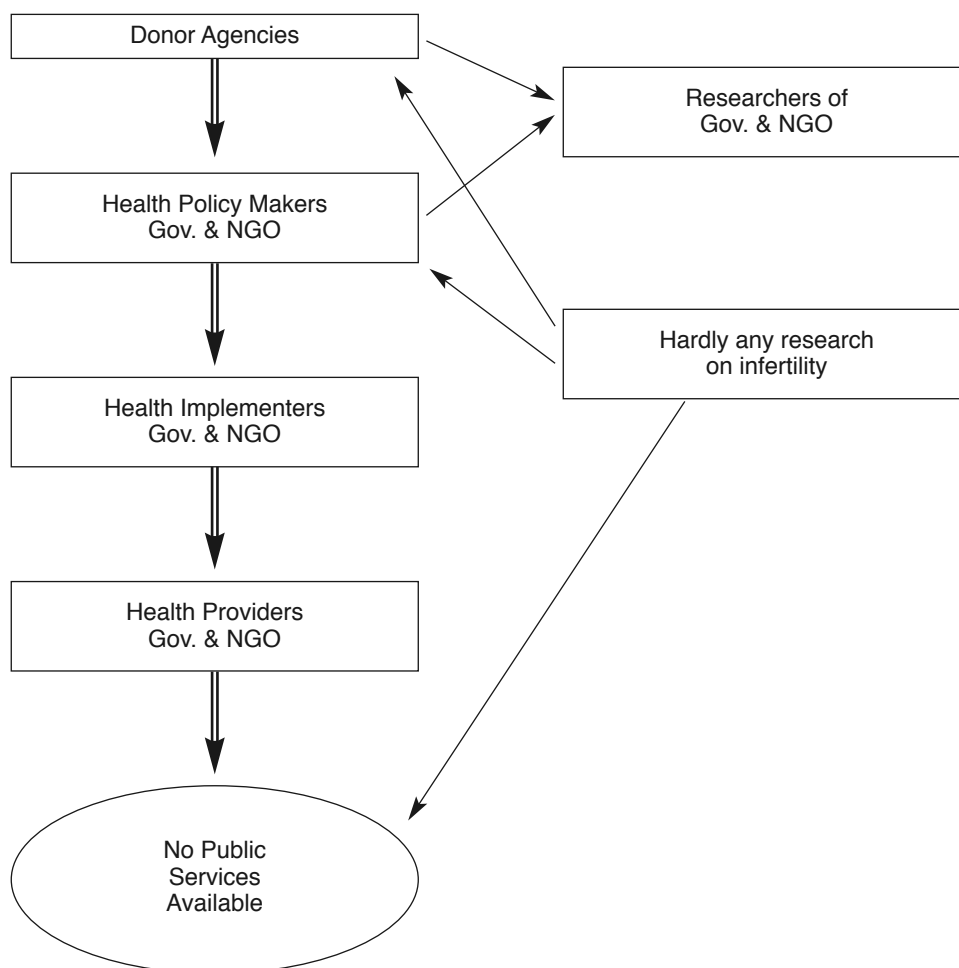 Donor Agencies
Researchers of
Gov. & NGO
Health Policy Makers
Gov. & NGO
Hardly any research
on infertility
Health Implementers
Gov. & NGO
Health Providers
Gov. & NGO
No Public
Services
Available